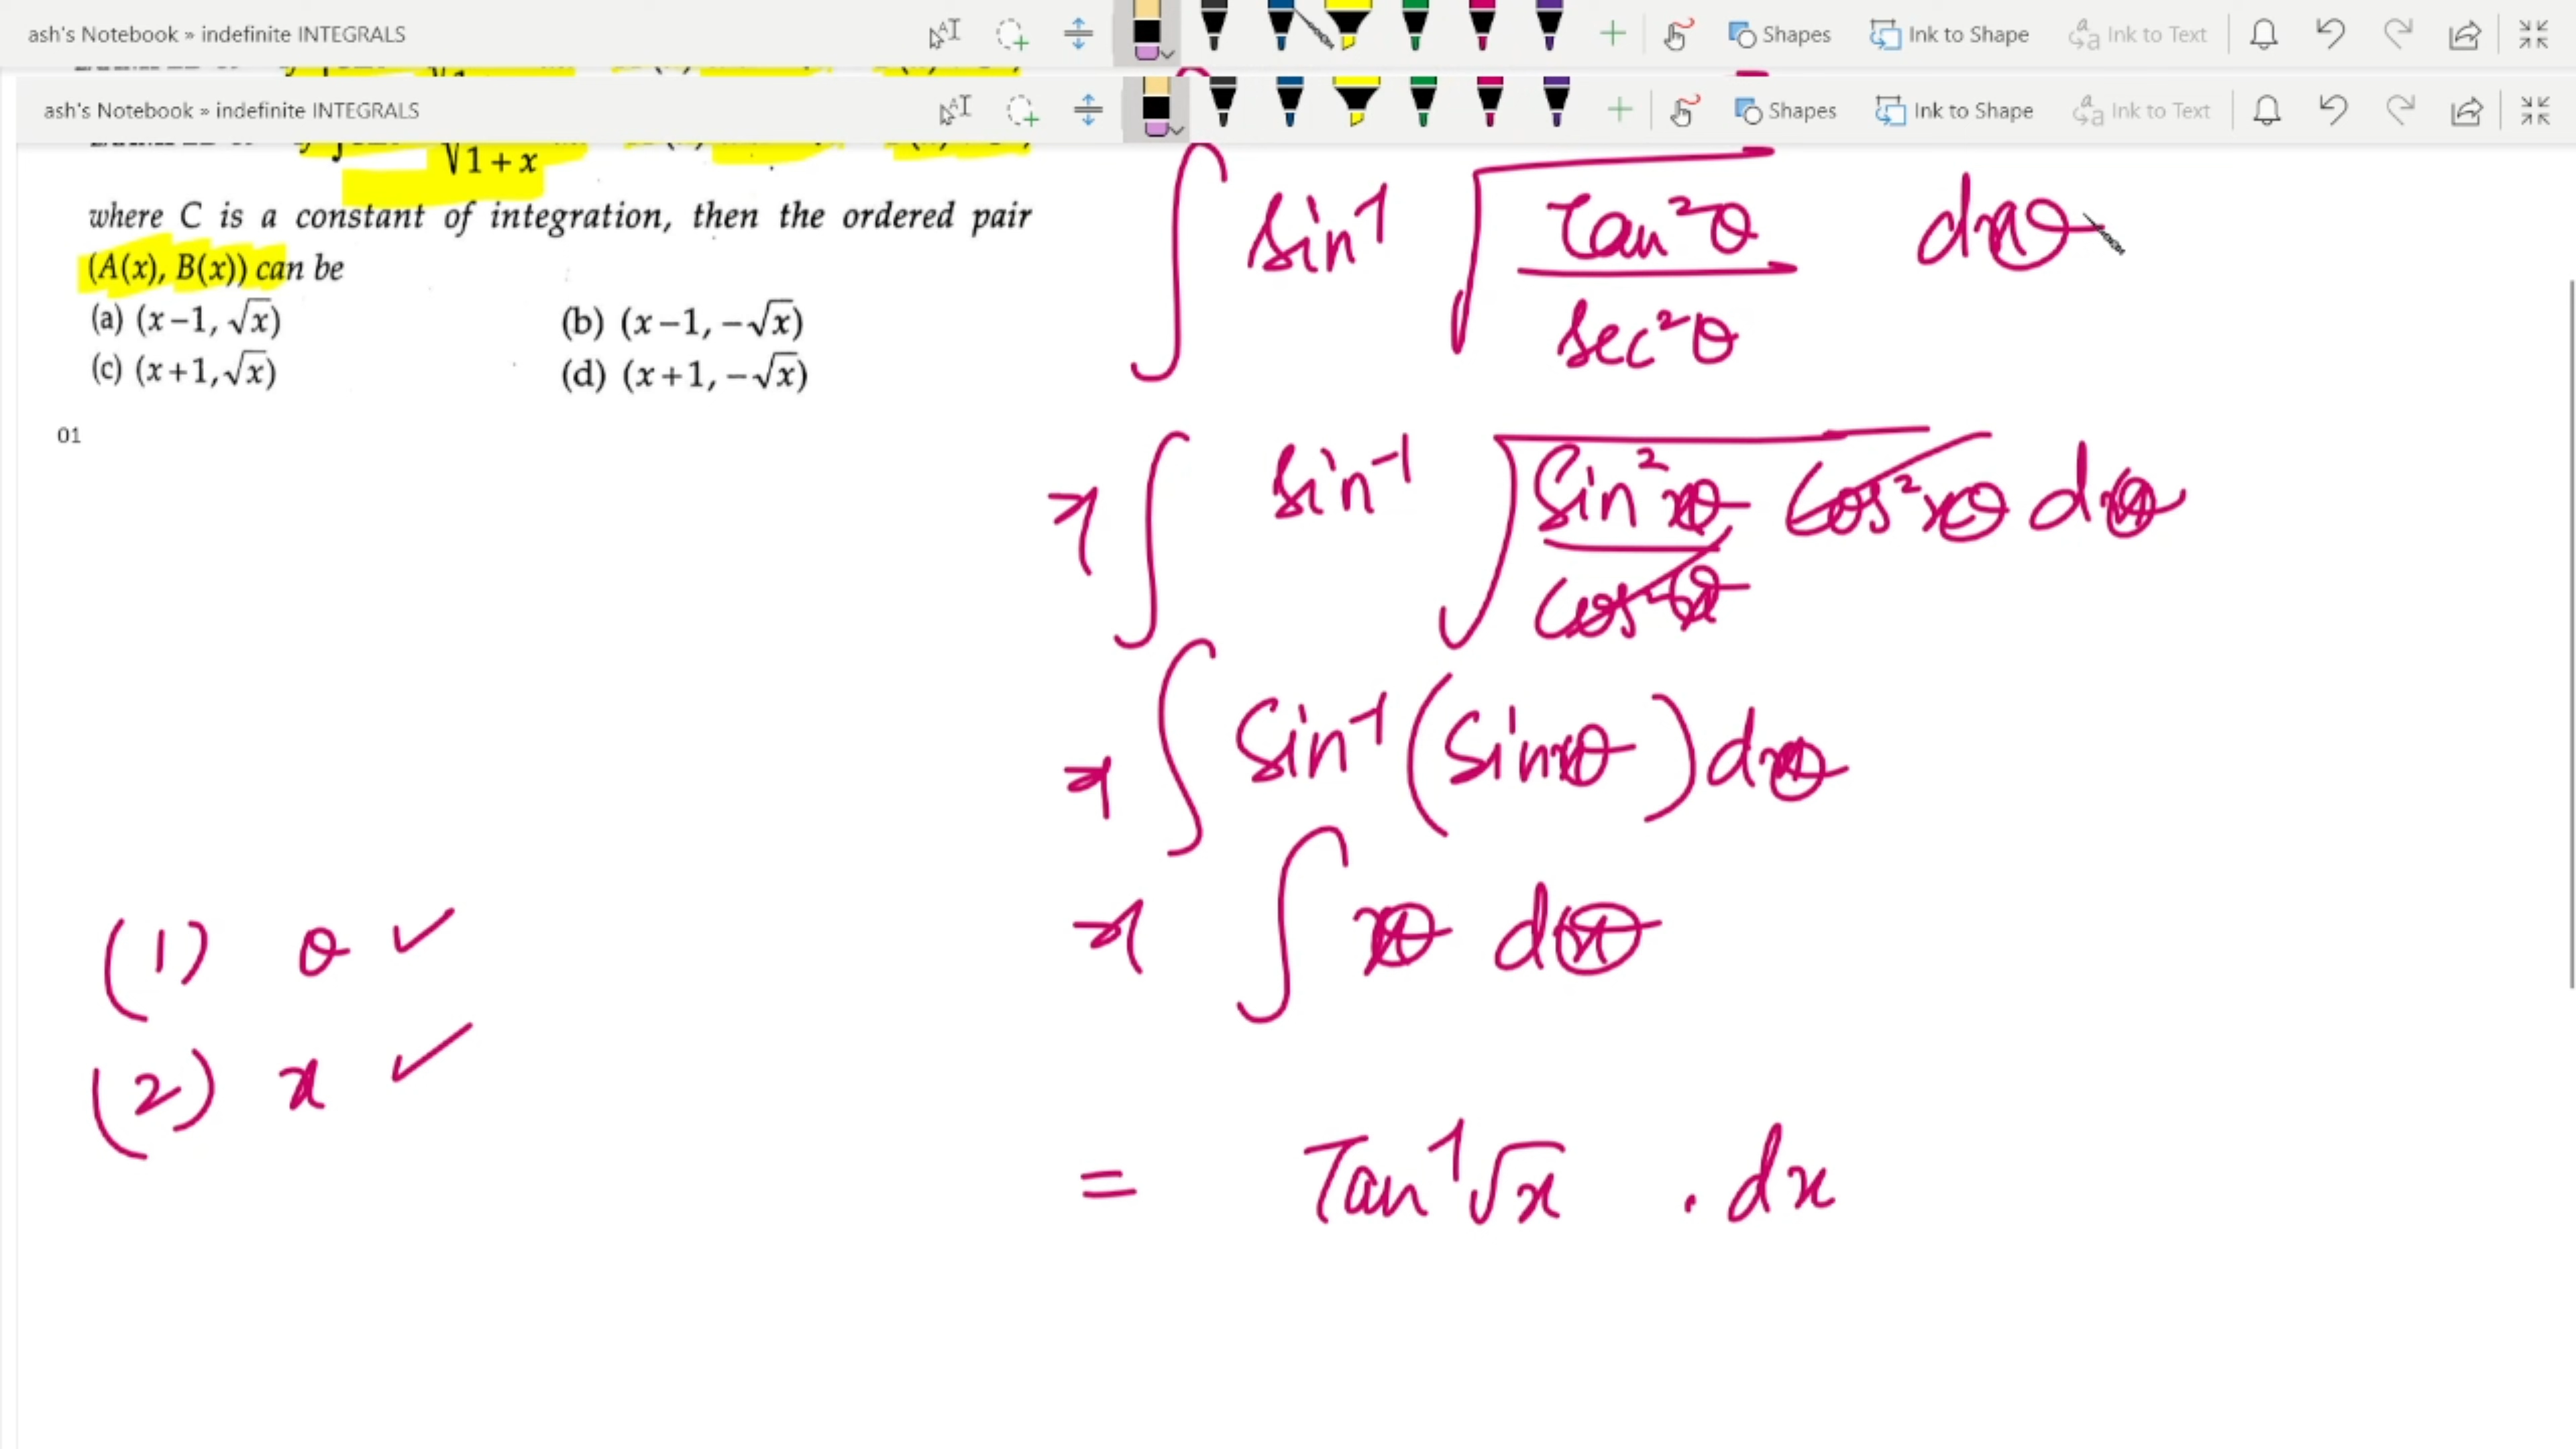 ash's Notebook » indefinite INTEGRALS Shapes Ink to Shape Ink to Text
ash's Notebook » indefinite INTEGRALS Shapes Ink to Shape Ink to Text
√1+x
where C is a constant of integration, then the ordered pair
(A(x), B(x)) can be
(a) (x−1, √x) (b) (x−1, −√x)
(c) (x+1, √x) (d) (x+1, −√x)
01
∫ sin⁻¹ √(Tan²θ / sec²θ) dθ
∫ sin⁻¹ √(Sin²θ / cos²θ cos²θ) dθ
∫ Sin⁻¹ (Sinθ) dθ
∫ θ dθ
(1) θ ✓
(2) x ✓
= Tan⁻¹√x . dx